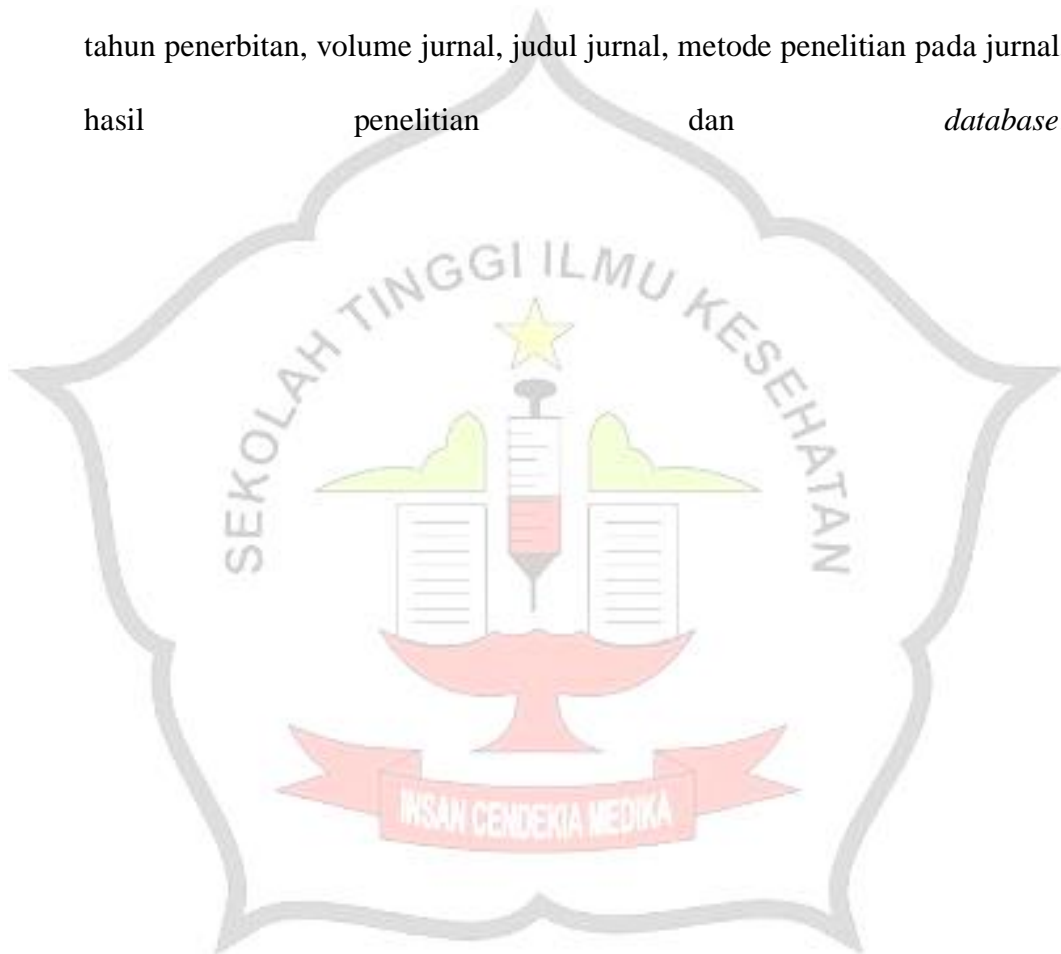 tahun penerbitan, volume jurnal, judul jurnal, metode penelitian pada jurnal
hasil penelitian dan database
SEKOLAH TINGGI ILMU KESEHATAN
INSAN CENDEKIA MEDIKA